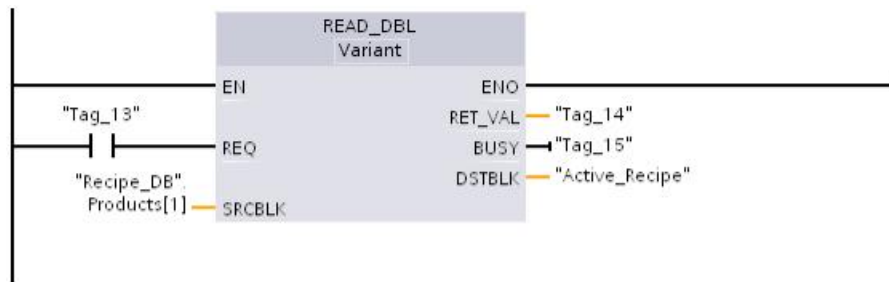 READ_DBL
Variant
EN
ENO
"Tag_13"
RET_VAL
"Tag_14"
REQ
BUSY
"Tag_15"
"Recipe_DB".
Products[1]
DSTBLK
"Active_Recipe"
SRCBLK